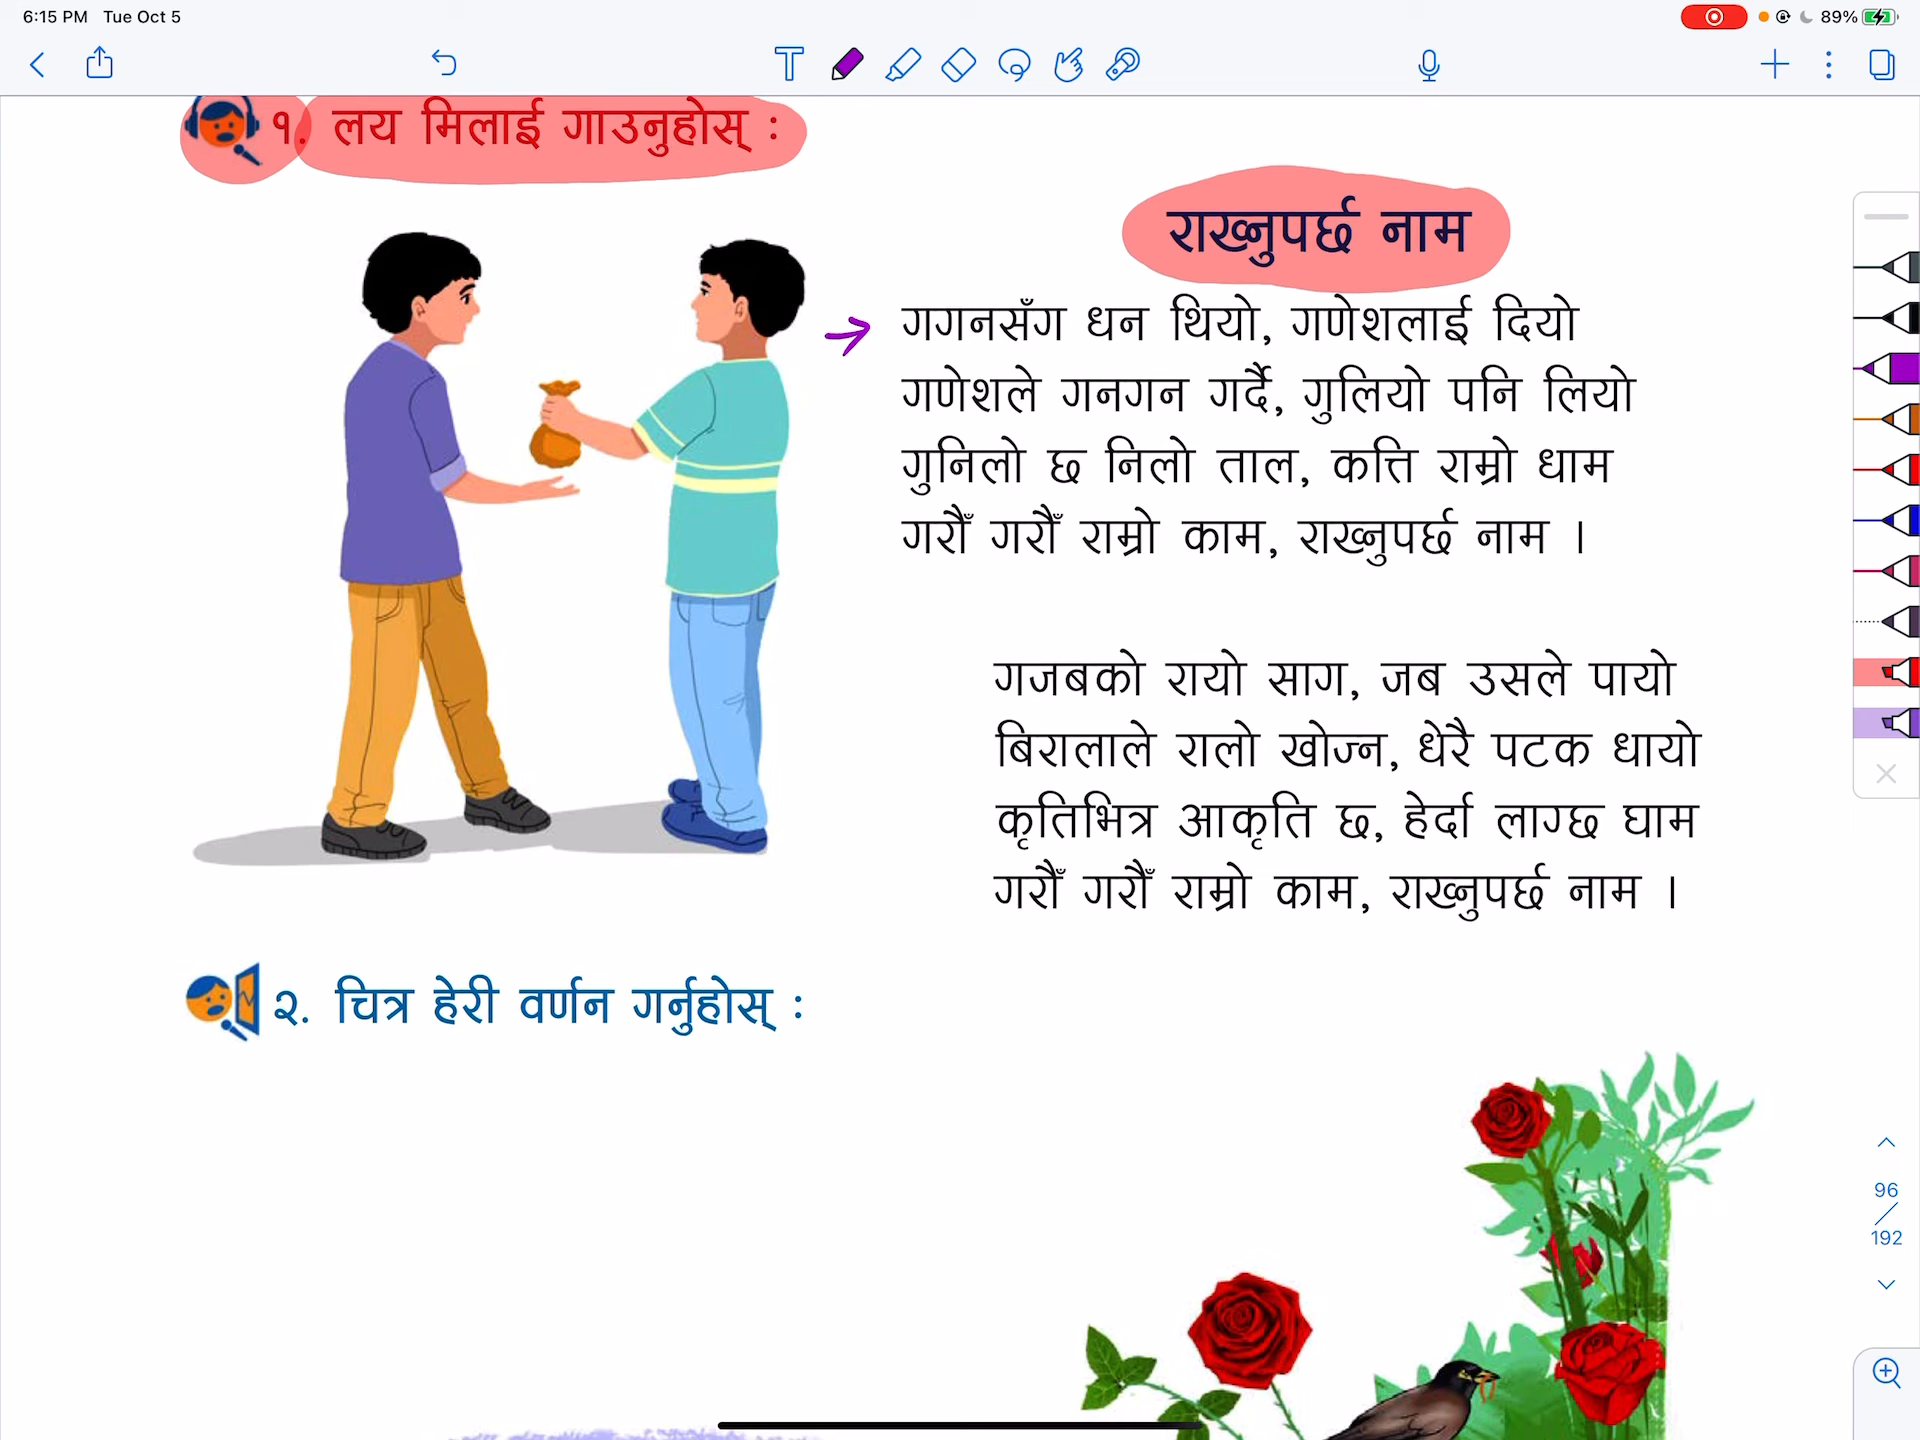 6:15 PM Tue Oct 5
89%
१. लय मिलाई गाउनुहोस् :
राख्नुपर्छ नाम
गगनसँग धन थियो, गणेशलाई दियो
गणेशले गनगन गर्दै, गुलियो पनि लियो
गुनिलो छ निलो ताल, कत्ति राम्रो धाम
गरौँ गरौँ राम्रो काम, राख्नुपर्छ नाम ।
गजबको रायो साग, जब उसले पायो
बिरालाले रालो खोज्न, धेरै पटक धायो
कृतिभित्र आकृति छ, हेर्दा लाग्छ घाम
गरौँ गरौँ राम्रो काम, राख्नुपर्छ नाम ।
२. चित्र हेरी वर्णन गर्नुहोस् :
96
/
192